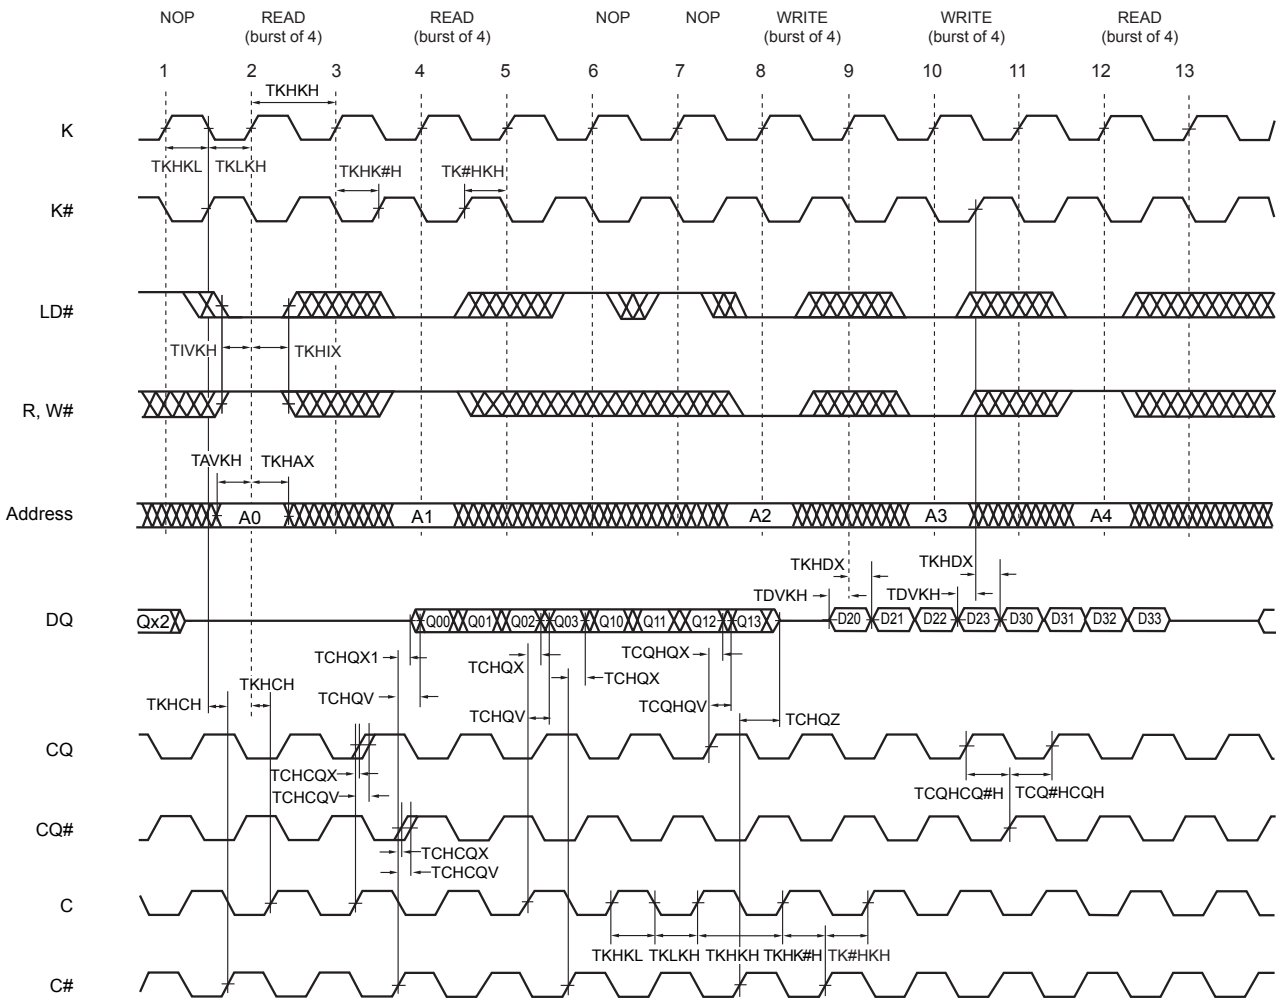 NOP READ READ NOP NOP WRITE WRITE READ
(burst of 4) (burst of 4) (burst of 4) (burst of 4) (burst of 4)
1 2 3 4 5 6 7 8 9 10 11 12 13
TKHKH
K
TKHKL TKLKH TKHK#H TK#HKH
K#
LD#
TIVKH TKHIX
R, W#
TAVKH TKHAX
Address A0 A1 A2 A3 A4
TKHDX TKHDX
TDVKH TDVKH
DQ Qx2 Q00 Q01 Q02 Q03 Q10 Q11 Q12 Q13 D20 D21 D22 D23 D30 D31 D32 D33
TCHQX1 TCHQX TCQHQX TCHQX
TKHCH TKHCH TCHQV TCHQV TCQHQV TCHQZ
CQ
TCHCQX
TCHCQV TCQHCQ#H TCQ#HCQH
CQ#
TCHCQX
TCHCQV
C
TKHKL TKLKH TKHKH TKHK#H TK#HKH
C#